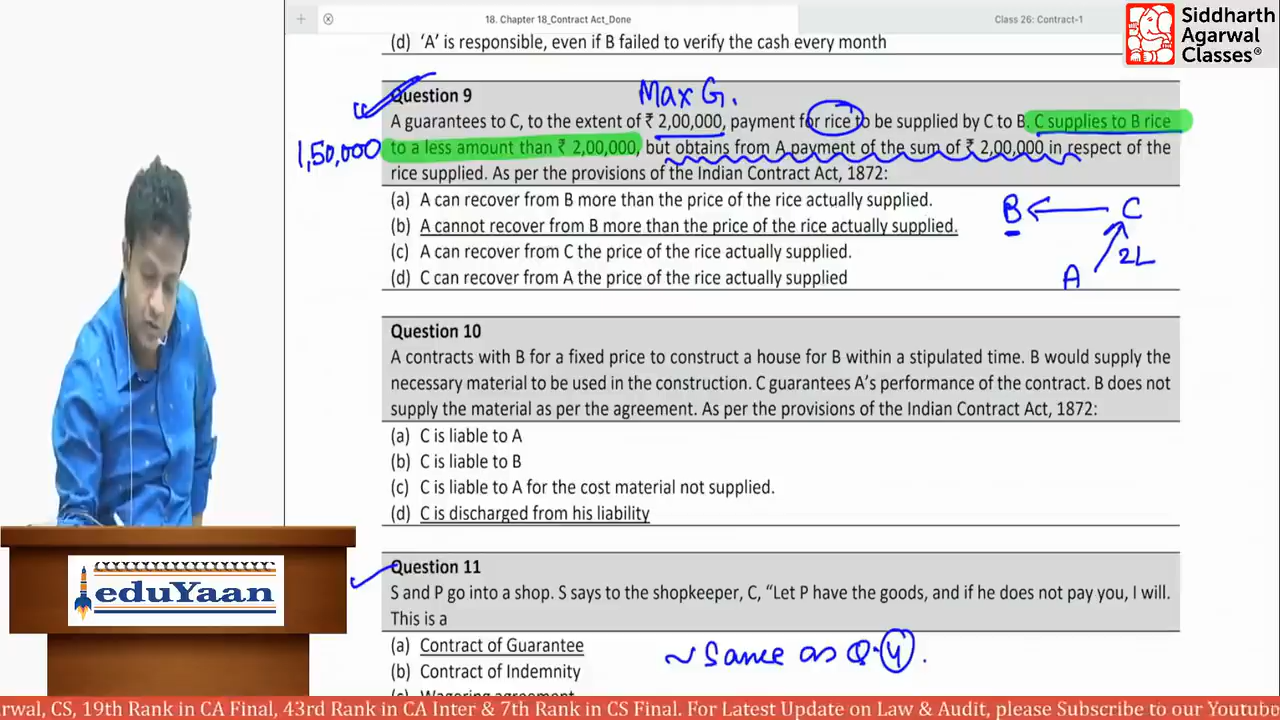 18. Chapter 18_Contract Act_Done
Class 26: Contract-1
Siddharth
Agarwal
Classes®
(d) ‘A’ is responsible, even if B failed to verify the cash every month
Max G.
Question 9
A guarantees to C, to the extent of ₹ 2,00,000, payment for rice to be supplied by C to B. C supplies to B rice
1,50,000 to a less amount than ₹ 2,00,000, but obtains from A payment of the sum of ₹ 2,00,000 in respect of the
rice supplied. As per the provisions of the Indian Contract Act, 1872:
(a) A can recover from B more than the price of the rice actually supplied.
(b) A cannot recover from B more than the price of the rice actually supplied.
(c) A can recover from C the price of the rice actually supplied.
(d) C can recover from A the price of the rice actually supplied
B C
2L
A
Question 10
A contracts with B for a fixed price to construct a house for B within a stipulated time. B would supply the
necessary material to be used in the construction. C guarantees A’s performance of the contract. B does not
supply the material as per the agreement. As per the provisions of the Indian Contract Act, 1872:
(a) C is liable to A
(b) C is liable to B
(c) C is liable to A for the cost material not supplied.
(d) C is discharged from his liability
Question 11
S and P go into a shop. S says to the shopkeeper, C, “Let P have the goods, and if he does not pay you, I will.
This is a
(a) Contract of Guarantee
(b) Contract of Indemnity
(c) Wagering agreement
~ Same as Q.4.
eduYaan
rwal, CS, 19th Rank in CA Final, 43rd Rank in CA Inter & 7th Rank in CS Final. For Latest Update on Law & Audit, please Subscribe to our Youtube